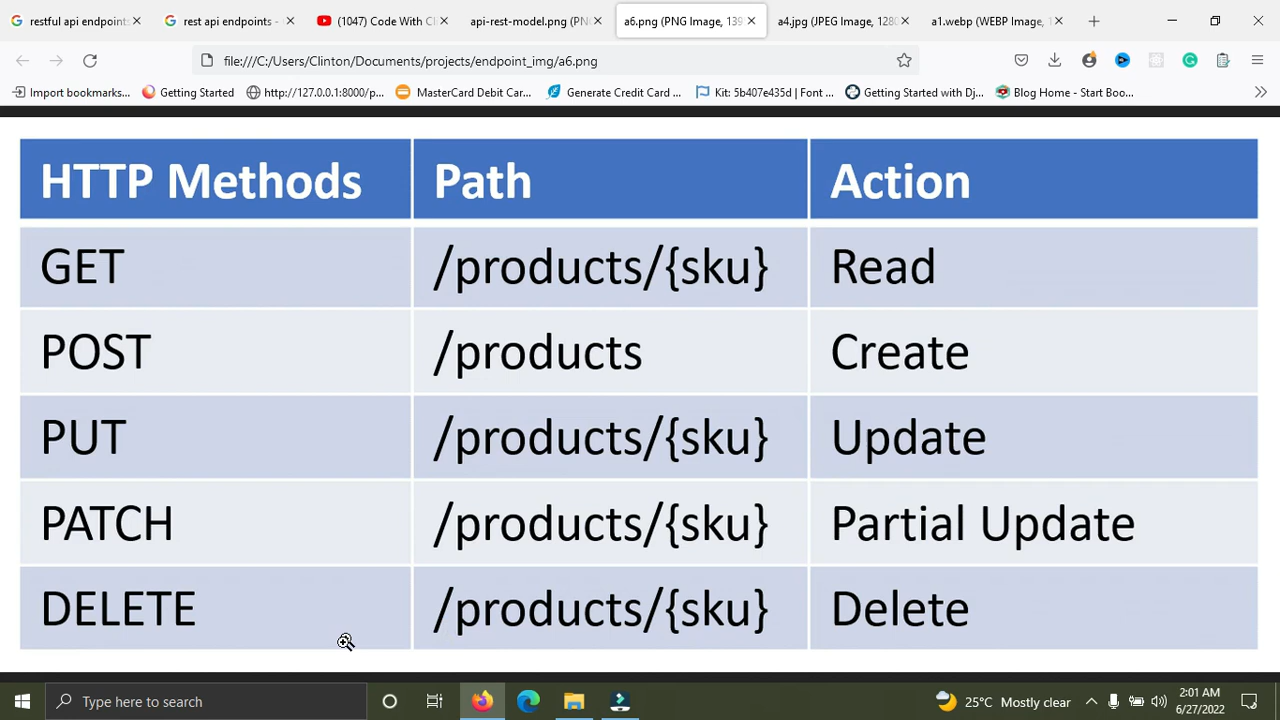 restful api endpoints
rest api endpoints -
(1047) Code With Cl
api-rest-model.png (PN
a6.png (PNG Image, 139
a4.jpg (JPEG Image, 1280
a1.webp (WEBP Image, 1
file:///C:/Users/Clinton/Documents/projects/endpoint_img/a6.png
Import bookmarks...
Getting Started
http://127.0.0.1:8000/p...
MasterCard Debit Car...
Generate Credit Card ...
Kit: 5b407e435d | Font ...
Getting Started with Dj...
Blog Home - Start Boo...
HTTP Methods Path Action
GET /products/{sku} Read
POST /products Create
PUT /products/{sku} Update
PATCH /products/{sku} Partial Update
DELETE /products/{sku} Delete
Type here to search
25°C Mostly clear
2:01 AM
6/27/2022